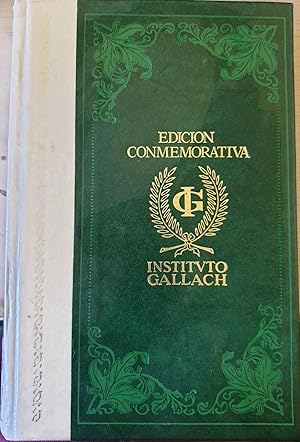 EDICION
CONMEMORATIVA
IG
INSTITVTO
GALLACH